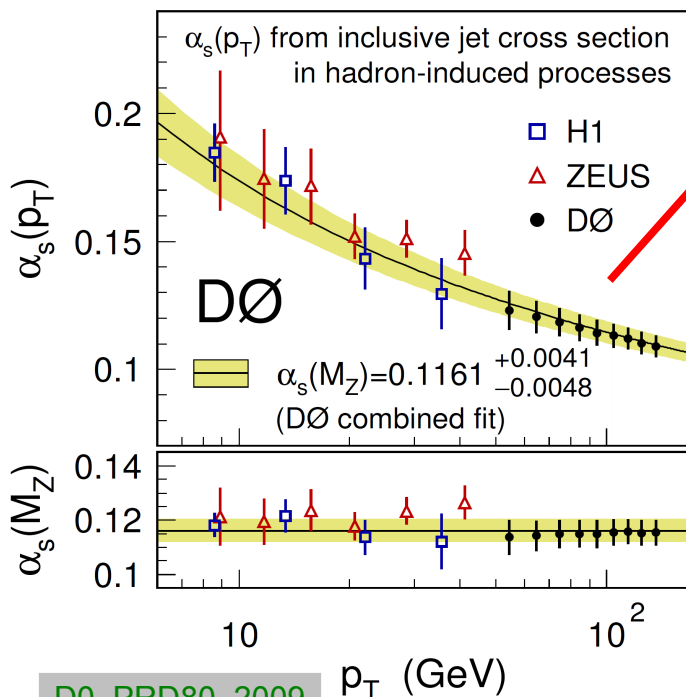 αs(pT) from inclusive jet cross section
in hadron-induced processes
H1
ZEUS
DØ
DØ
αs(MZ)=0.1161 +0.0041 −0.0048
(DØ combined fit)
αs(pT)
0.2
0.15
0.1
αs(MZ)
0.14
0.12
0.1
10
10²
pT (GeV)